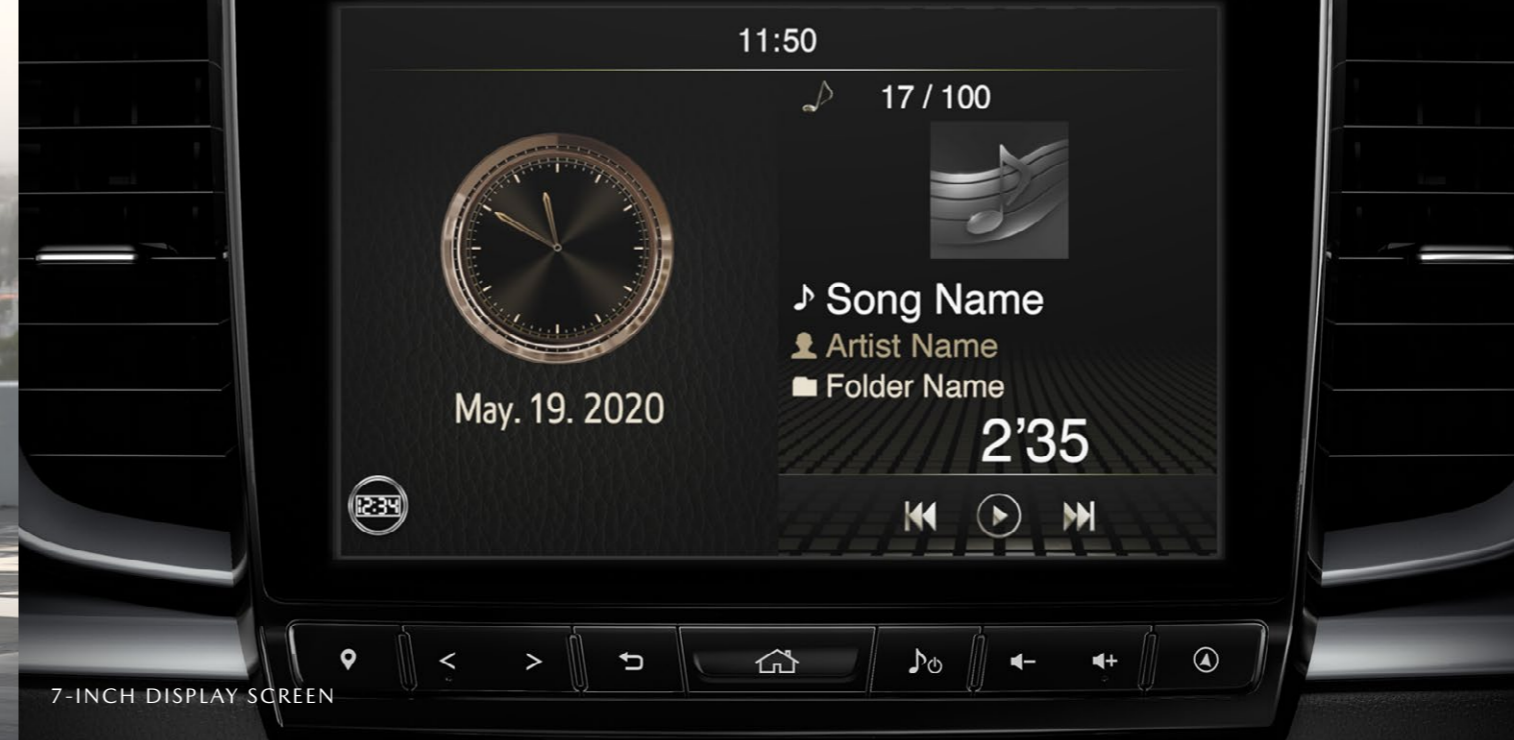 11:50
17 / 100
Song Name
Artist Name
Folder Name
May. 19. 2020
2’35
12:34
7-INCH DISPLAY SCREEN